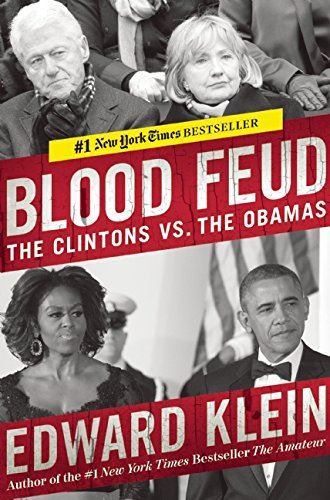 #1 New York Times BESTSELLER
BLOOD FEUD
THE CLINTONS VS. THE OBAMAS
EDWARD KLEIN
Author of the #1 New York Times Bestseller The Amateur